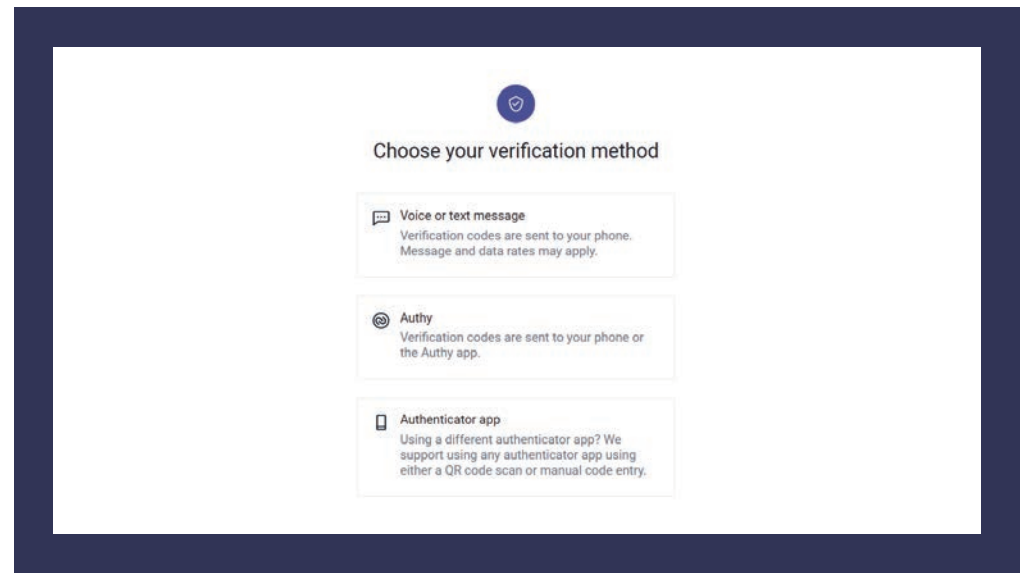 Choose your verification method
Voice or text message
Verification codes are sent to your phone.
Message and data rates may apply.
Authy
Verification codes are sent to your phone or
the Authy app.
Authenticator app
Using a different authenticator app? We
support using any authenticator app using
either a QR code scan or manual code entry.